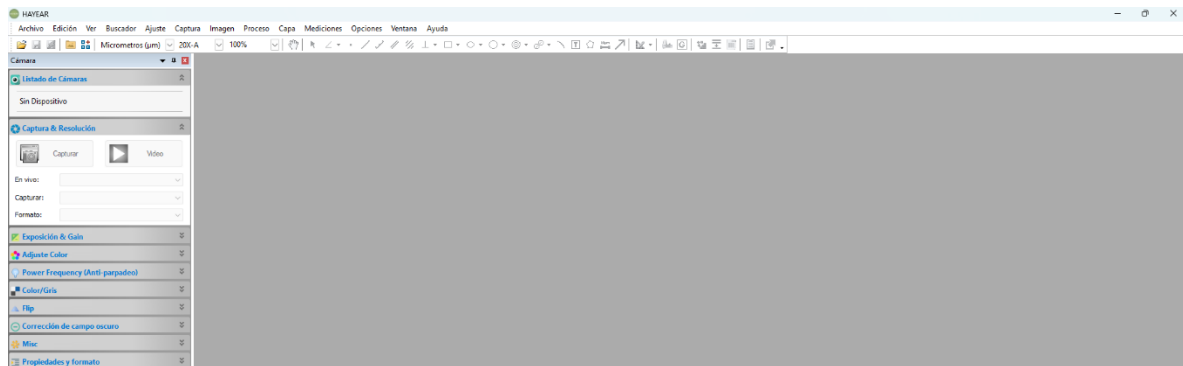 HAYEAR
Archivo Edición Ver Buscador Ajuste Captura Imagen Proceso Capa Mediciones Opciones Ventana Ayuda
Micrometros (µm) 20X-A 100%
Cámara
Listado de Cámaras
Sin Dispositivo
Captura & Resolución
Capturar Video
En vivo:
Capturar:
Formato:
Exposición & Gain
Adjuste Color
Power Frequency (Anti-parpadeo)
Color/Gris
Flip
Corrección de campo oscuro
Misc
Propiedades y formato